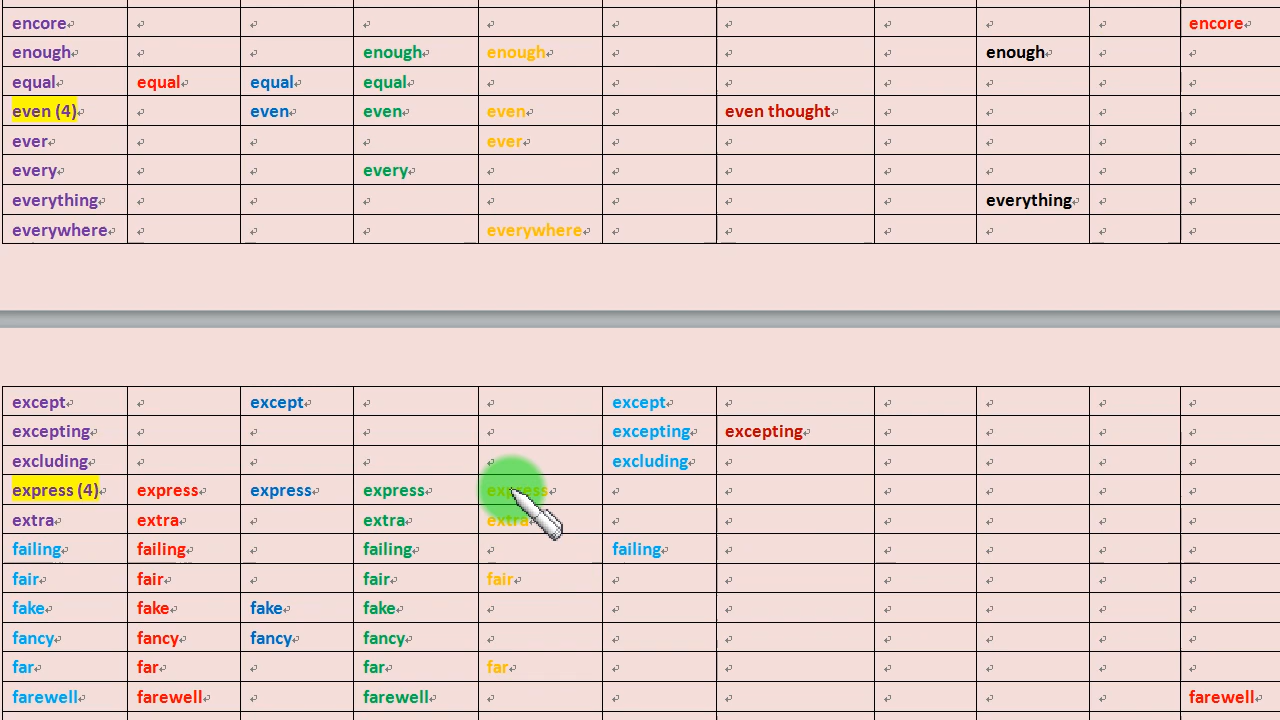 encore encore
enough enough enough enough
equal equal equal equal
even (4) even even even even thought
ever ever
every every
everything everything
everywhere everywhere
except except except
excepting excepting excepting
excluding excluding
express (4) express express express express
extra extra extra extra
failing failing failing failing
fair fair fair fair
fake fake fake fake
fancy fancy fancy fancy
far far far far
farewell farewell farewell farewell